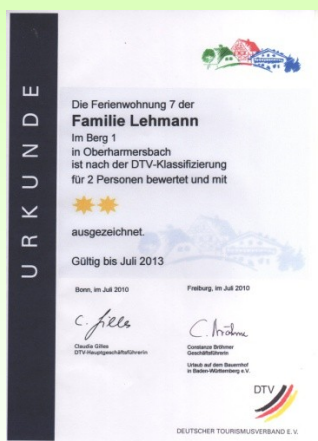 URKUNDE
Die Ferienwohnung 7 der
Familie Lehmann
Im Berg 1
in Oberharmersbach
ist nach der DTV-Klassifizierung
für 2 Personen bewertet und mit
ausgezeichnet.
Gültig bis Juli 2013
Bonn, im Juli 2010
C. Gilles
Claudia Gilles
DTV-Hauptgeschäftsführerin
Freiburg, im Juli 2010
C. Bröhmer
Constanze Bröhmer
Geschäftsführerin
Urlaub auf dem Bauernhof
in Baden-Württemberg e.V.
DTV
DEUTSCHER TOURISMUSVERBAND E.V.